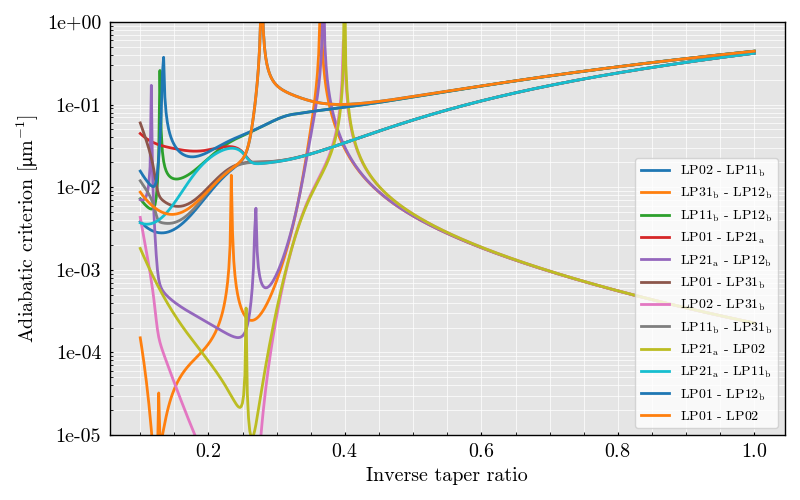 1e+00
1e-01
1e-02
1e-03
1e-04
1e-05
Adiabatic criterion [μm⁻¹]
0.2 0.4 0.6 0.8 1.0
Inverse taper ratio
LP02 - LP11b
LP31b - LP12b
LP11b - LP12b
LP01 - LP21a
LP21a - LP12b
LP01 - LP31b
LP02 - LP31b
LP11b - LP31b
LP21a - LP02
LP21a - LP11b
LP01 - LP12b
LP01 - LP02